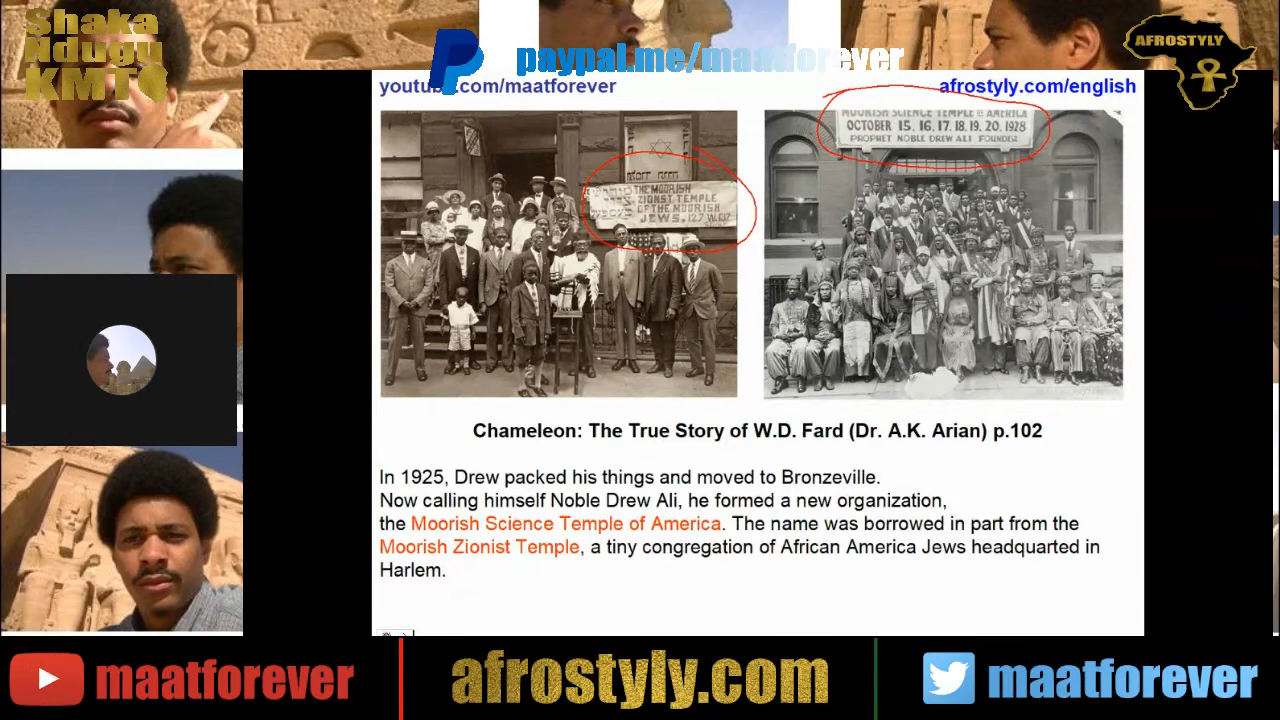 Shaka
Ndugu
KMT
paypal.me/maatforever
AFROSTYLY
youtube.com/maatforever
afrostyly.com/english
THE MOORISH
ZIONST TEMPLE
OF THE MOORISH
JEWS, 127 W.
MOORISH SCIENCE TEMPLE OF AMERICA
OCTOBER 15. 16. 17. 18. 19. 20. 1928
PROPHET NOBLE DREW ALI FOUNDER
Chameleon: The True Story of W.D. Fard (Dr. A.K. Arian) p.102
In 1925, Drew packed his things and moved to Bronzeville.
Now calling himself Noble Drew Ali, he formed a new organization,
the Moorish Science Temple of America. The name was borrowed in part from the
Moorish Zionist Temple, a tiny congregation of African America Jews headquarted in
Harlem.
maatforever
afrostyly.com
maatforever